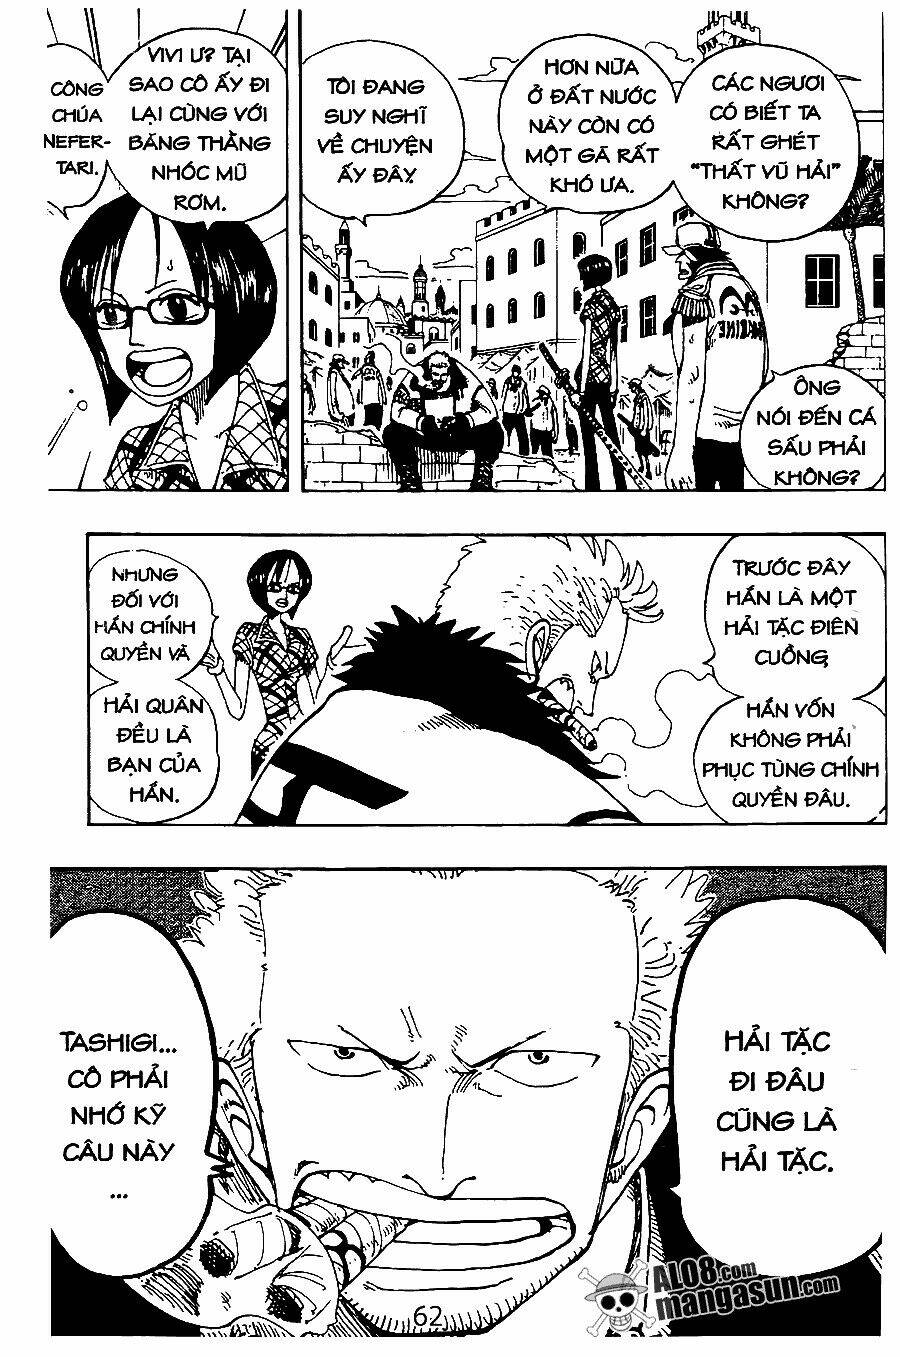 CÁC NGƯƠI
CÓ BIẾT TA
RẤT GHÉT
"THẤT VŨ HẢI"
KHÔNG?
HƠN NỮA
Ở ĐẤT NƯỚC
NÀY CÒN CÓ
MỘT GÃ RẤT
KHÓ ƯA.
ÔNG
NÓI ĐẾN CÁ
SẤU PHẢI
KHÔNG?
TÔI ĐANG
SUY NGHĨ
VỀ CHUYỆN
ẤY ĐÂY.
VIVI Ư? TẠI
SAO CÔ ẤY ĐI
LẠI CÙNG VỚI
BĂNG THẰNG
NHÓC MŨ
RƠM.
CÔNG
CHÚA
NEFER-
TARI.
TRƯỚC ĐÂY
HẮN LÀ MỘT
HẢI TẶC ĐIÊN
CUỒNG,
HẮN VỐN
KHÔNG PHẢI
PHỤC TÙNG CHÍNH
QUYỀN ĐÂU.
NHƯNG
ĐỐI VỚI
HẮN CHÍNH
QUYỀN VÀ
HẢI QUÂN
ĐỀU LÀ
BẠN CỦA
HẮN.
HẢI TẶC
ĐI ĐÂU
CŨNG LÀ
HẢI TẶC.
TASHIGI...
CÔ PHẢI
NHỚ KỸ
CÂU NÀY
...
62
ALO8.com
mangasun.com